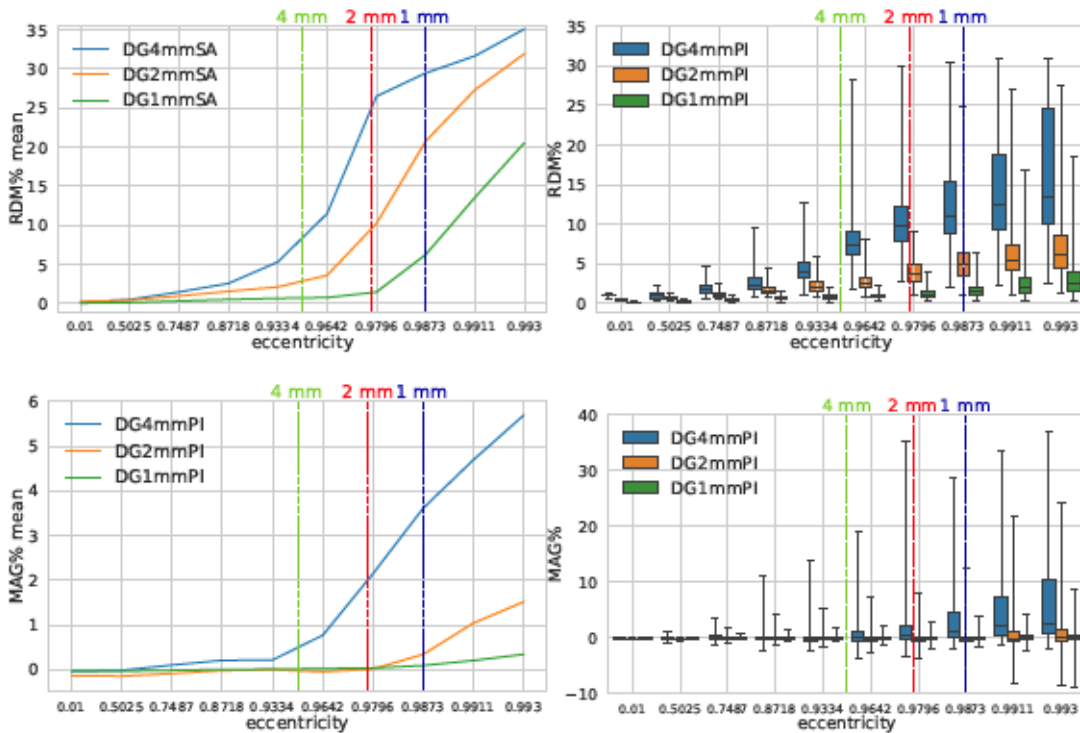 4 mm 2 mm 1 mm
35
30
25
20
15
10
5
0
RDM% mean
DG4mmSA
DG2mmSA
DG1mmSA
0.01 0.5025 0.7487 0.8718 0.9334 0.9642 0.9796 0.9873 0.9911 0.993
eccentricity
4 mm 2 mm 1 mm
35
30
25
20
15
10
5
0
RDM%
DG4mmPI
DG2mmPI
DG1mmPI
0.01 0.5025 0.7487 0.8718 0.9334 0.9642 0.9796 0.9873 0.9911 0.993
eccentricity
4 mm 2 mm 1 mm
6
5
4
3
2
1
0
MAG% mean
DG4mmPI
DG2mmPI
DG1mmPI
0.01 0.5025 0.7487 0.8718 0.9334 0.9642 0.9796 0.9873 0.9911 0.993
eccentricity
4 mm 2 mm 1 mm
40
30
20
10
0
−10
MAG%
DG4mmPI
DG2mmPI
DG1mmPI
0.01 0.5025 0.7487 0.8718 0.9334 0.9642 0.9796 0.9873 0.9911 0.993
eccentricity